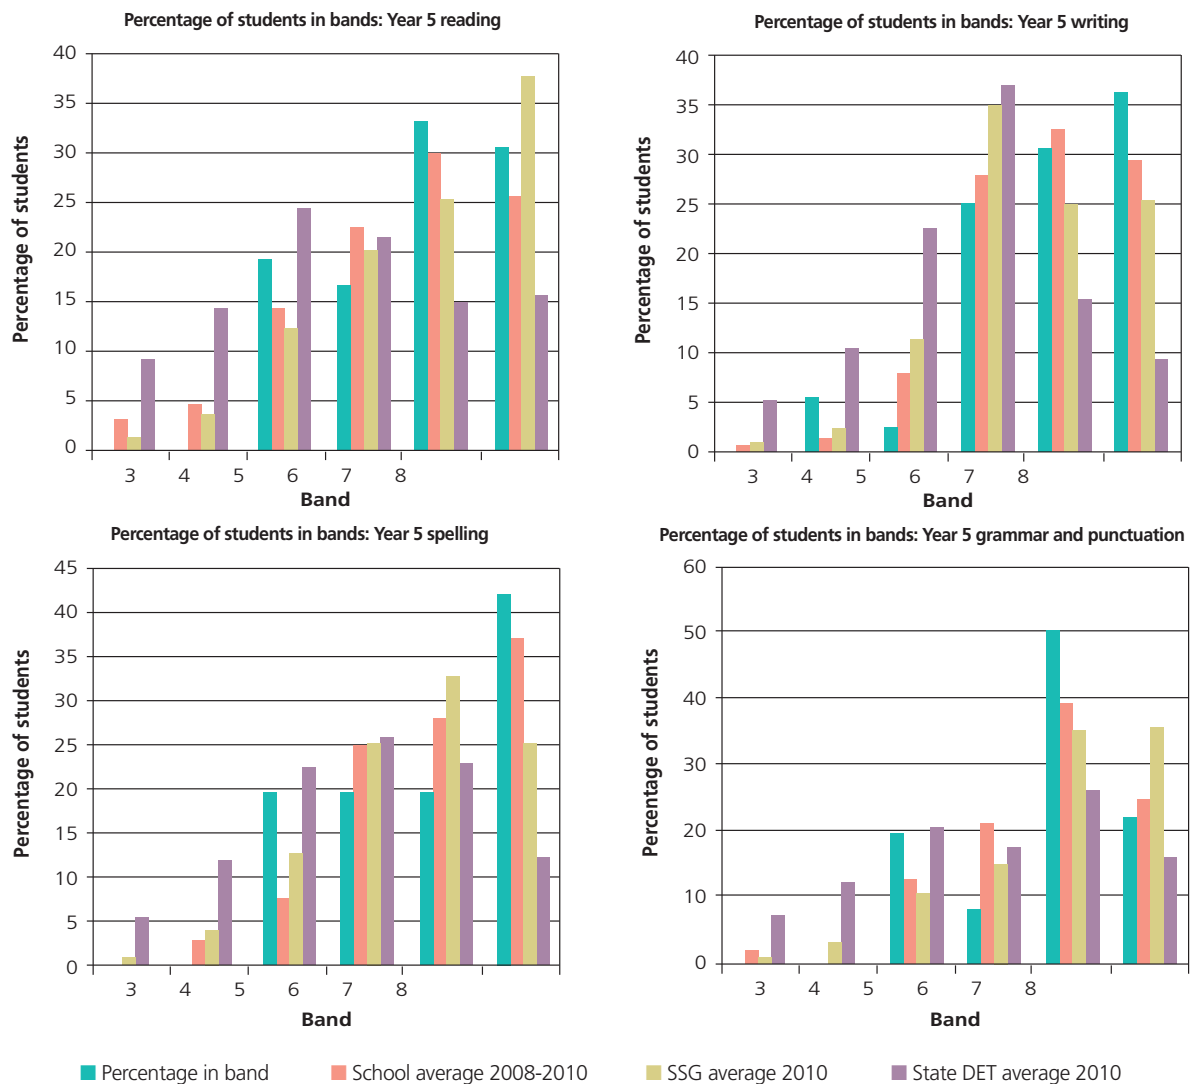 Percentage of students in bands: Year 5 reading
40
35
30
25
20
15
10
5
0
Percentage of students
3 4 5 6 7 8
Band
Percentage of students in bands: Year 5 writing
40
35
30
25
20
15
10
5
0
Percentage of students
3 4 5 6 7 8
Band
Percentage of students in bands: Year 5 spelling
45
40
35
30
25
20
15
10
5
0
Percentage of students
3 4 5 6 7 8
Band
Percentage of students in bands: Year 5 grammar and punctuation
60
50
40
30
20
10
0
Percentage of students
3 4 5 6 7 8
Band
Percentage in band School average 2008-2010 SSG average 2010 State DET average 2010